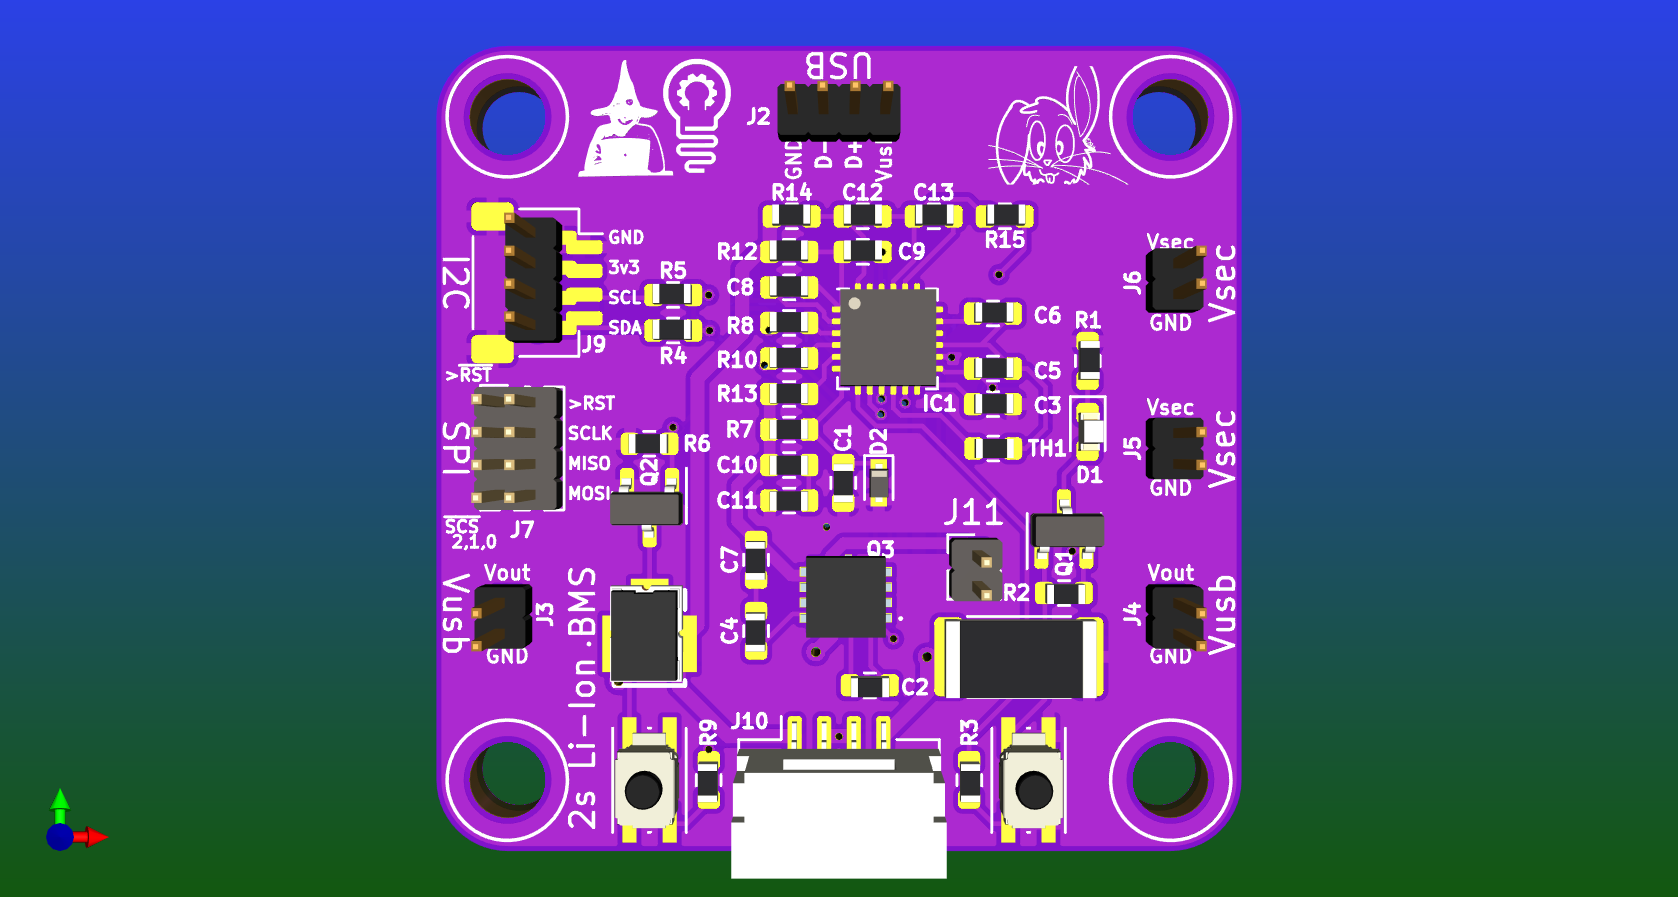 USB
J2
GND
D-
D+
Vus
R14
C12
C13
R15
R12
C9
C8
R8
R10
R13
R7
C10
C11
C6
C5
C3
TH1
IC1
R1
D1
I2C
GND
3v3
SCL
SDA
J9
R5
R4
>RST
>RST
SCLK
MISO
MOSI
SPI
SCS
2,1,0
J7
R6
Q2
C1
D2
J6
Vsec
GND
Vsec
J5
Vsec
GND
Vsec
J11
Q1
R2
Q3
C7
C4
C2
Vusb
Vout
GND
J3
J4
Vout
GND
Vusb
2s Li-Ion.BMS
J10
R9
R3